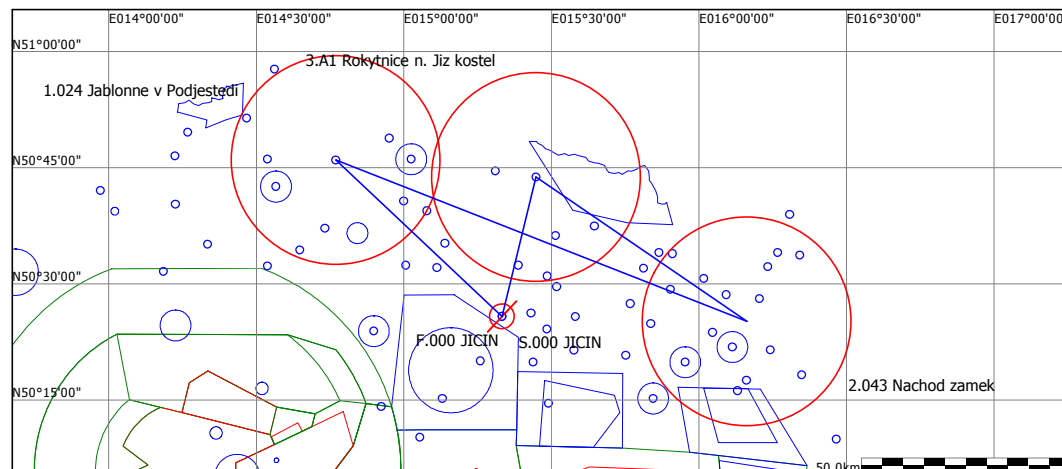 E014°00'00"
E014°30'00"
E015°00'00"
E015°30'00"
E016°00'00"
E016°30'00"
E017°00'00"
N51°00'00"
3.A1 Rokytnice n. Jiz kostel
1.024 Jablonne v Podjestedi
N50°45'00"
N50°30'00"
F.000 JICIN
S.000 JICIN
2.043 Nachod zamek
N50°15'00"
50.0km